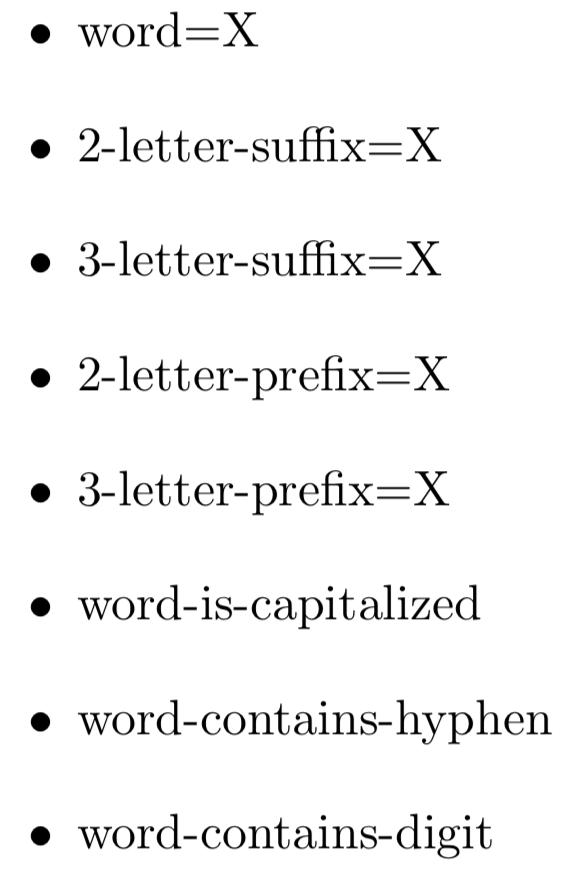 • word=X
• 2-letter-suffix=X
• 3-letter-suffix=X
• 2-letter-prefix=X
• 3-letter-prefix=X
• word-is-capitalized
• word-contains-hyphen
• word-contains-digit